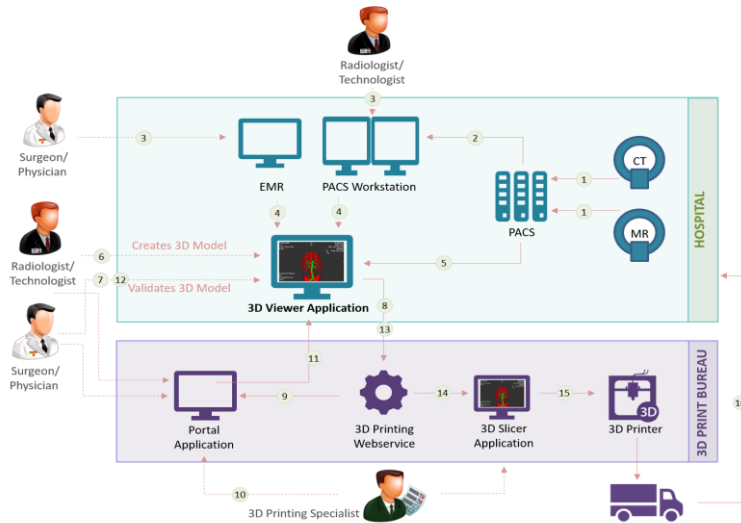 Radiologist/
Technologist
3
Surgeon/
Physician
3
EMR
PACS Workstation
2
1
CT
1
MR
PACS
HOSPITAL
4
4
Radiologist/
Technologist
6
Creates 3D Model
5
7
12
Validates 3D Model
3D Viewer Application
8
13
Surgeon/
Physician
11
9
Portal
Application
3D Printing
Webservice
14
3D Slicer
Application
15
3D
3D Printer
3D PRINT BUREAU
10
3D Printing Specialist